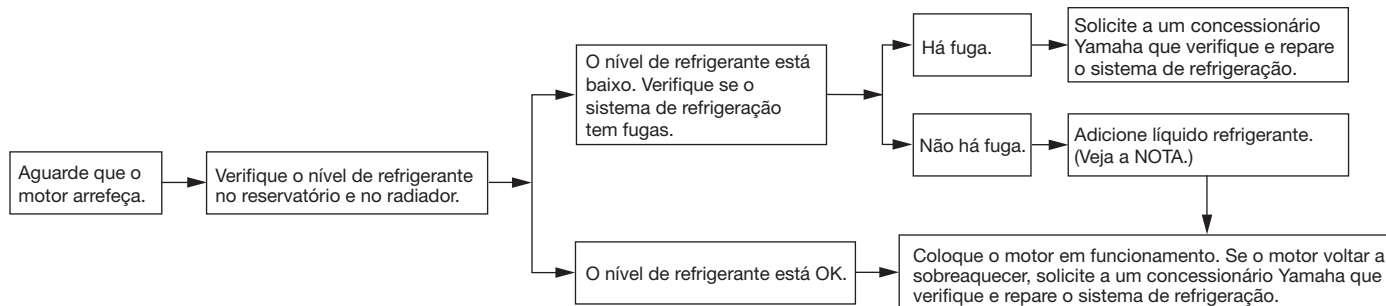 Aguarde que o
motor arrefeça.
Verifique o nível de refrigerante
no reservatório e no radiador.
O nível de refrigerante está
baixo. Verifique se o
sistema de refrigeração
tem fugas.
Há fuga.
Solicite a um concessionário
Yamaha que verifique e repare
o sistema de refrigeração.
Não há fuga.
Adicione líquido refrigerante.
(Veja a NOTA.)
O nível de refrigerante está OK.
Coloque o motor em funcionamento. Se o motor voltar a
sobreaquecer, solicite a um concessionário Yamaha que
verifique e repare o sistema de refrigeração.